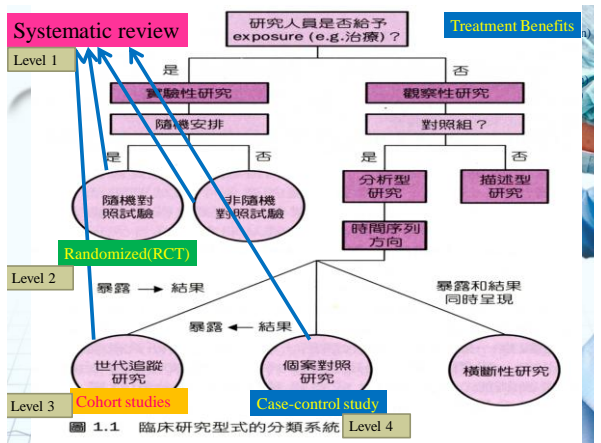 Systematic review
研究人員是否給予
exposure (e.g.治療)？
Treatment Benefits
Level 1
是
否
實驗性研究
觀察性研究
隨機安排
對照組？
是
否
是
否
隨機對
照試驗
非隨機
對照試驗
分析型
研究
描述型
研究
時間序列
方向
Randomized(RCT)
Level 2
暴露 → 結果
暴露和結果
同時呈現
暴露 ← 結果
世代追蹤
研究
個案對照
研究
橫斷性研究
Level 3
Cohort studies
Case-control study
圖 1.1 臨床研究型式的分類系統
Level 4